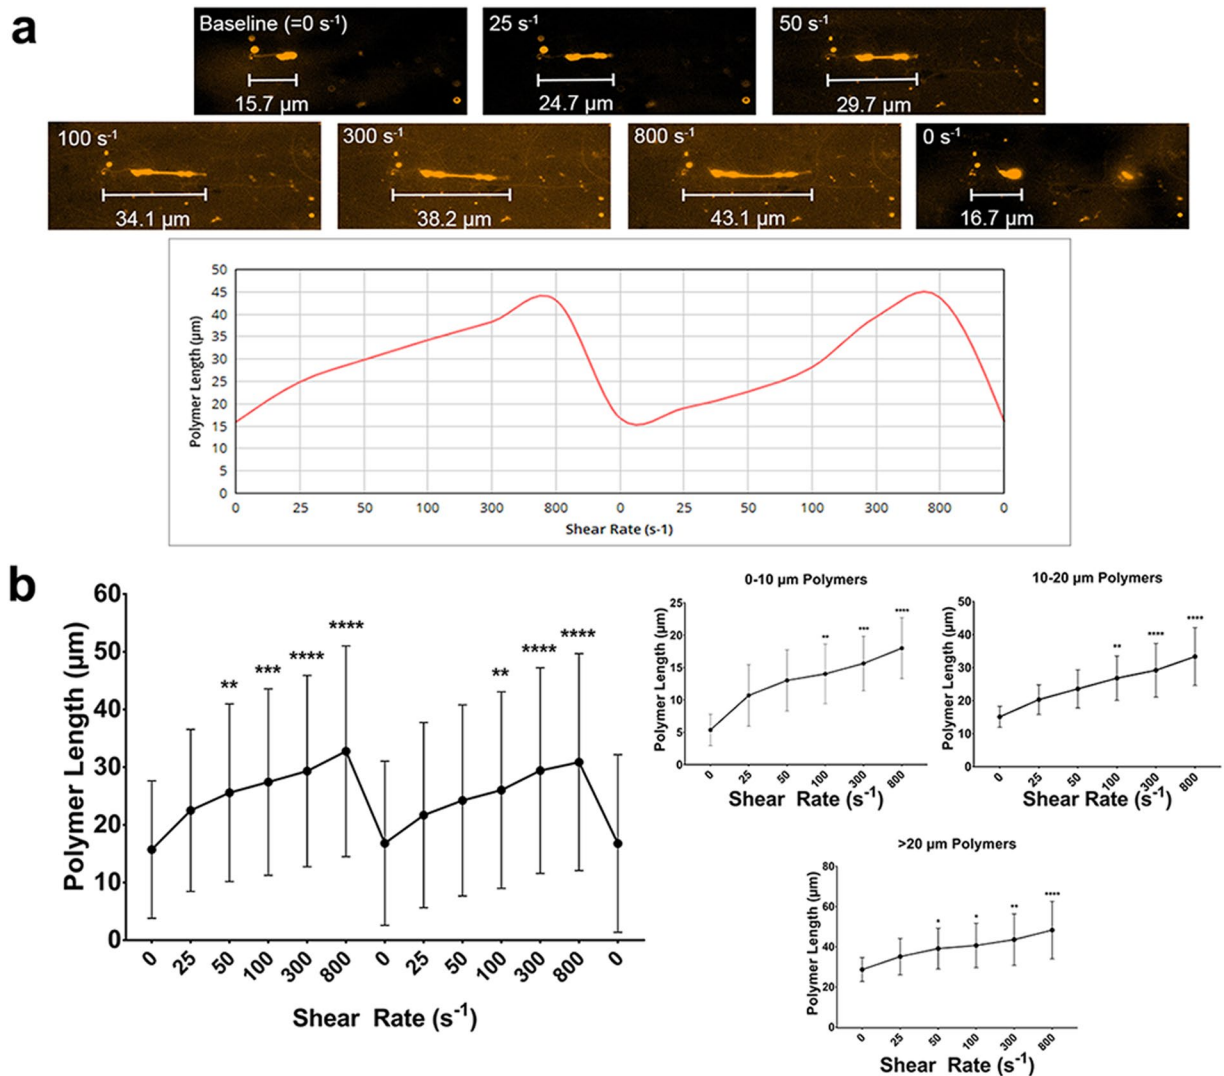 a
Baseline (=0 s⁻¹)
15.7 µm
25 s⁻¹
24.7 µm
50 s⁻¹
29.7 µm
100 s⁻¹
34.1 µm
300 s⁻¹
38.2 µm
800 s⁻¹
43.1 µm
0 s⁻¹
16.7 µm
Polymer Length (µm)
50
45
40
35
30
25
20
15
10
5
0
0 25 50 100 300 800 0 25 50 100 300 800 0
Shear Rate (s-1)
b
Polymer Length (µm)
60
50
40
30
20
10
0
** *** **** **** ** **** ****
0 25 50 100 300 800 0 25 50 100 300 800 0
Shear Rate (s⁻¹)
0-10 µm Polymers
Polymer Length (µm)
25
20
15
10
5
0
** *** ****
0 25 50 100 300 800
Shear Rate (s⁻¹)
10-20 µm Polymers
Polymer Length (µm)
50
40
30
20
10
0
** **** ****
0 25 50 100 300 800
Shear Rate (s⁻¹)
>20 µm Polymers
Polymer Length (µm)
80
60
40
20
0
* * ** ****
0 25 50 100 300 800
Shear Rate (s⁻¹)